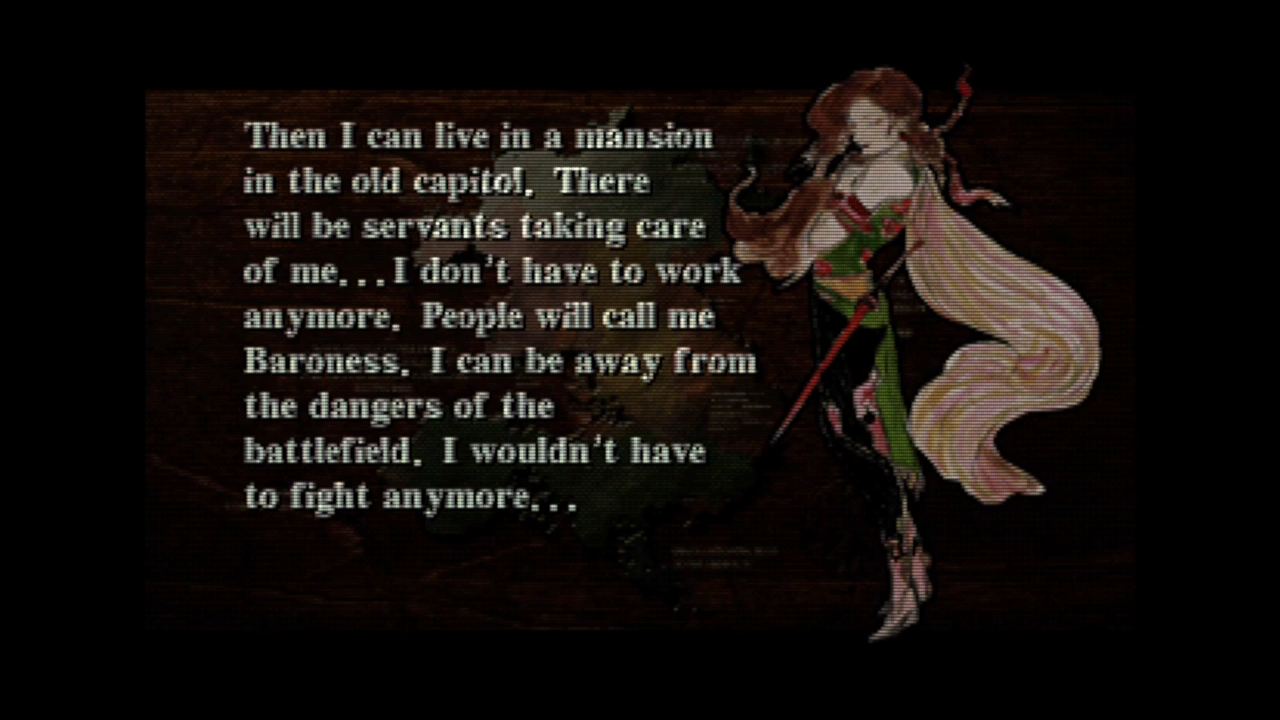 Then I can live in a mansion
in the old capitol. There
will be servants taking care
of me...I don't have to work
anymore. People will call me
Baroness. I can be away from
the dangers of the
battlefield. I wouldn't have
to fight anymore...